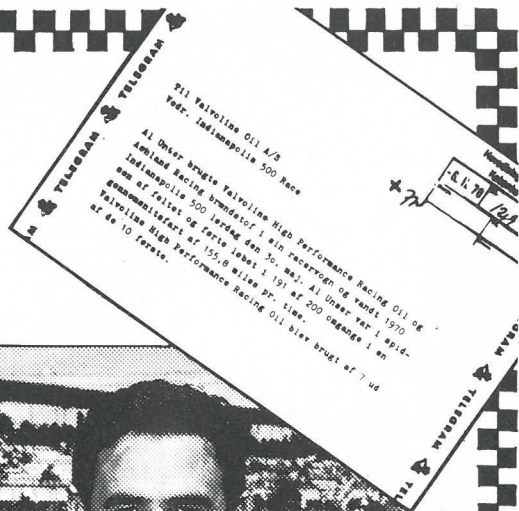 TELEGRAM
TELEGRAM
Til Valvoline Oil A/S
Vedr. Indianapolis 500 Race
Al Unser brugte Valvoline High Performance Racing Oil og
Ashland Racing brændstof i sin racervogn og vandt 1970
Indianapolis 500 lørdag den 30. maj. Al Unser var i spid-
sen af feltet og førte løbet i 191 af 200 omgange i en
gennemsnitsfart af 155,8 miles pr. time.
Valvoline High Performance Racing Oil blev brugt af 7 ud
af de 10 første.
TELEGRAM